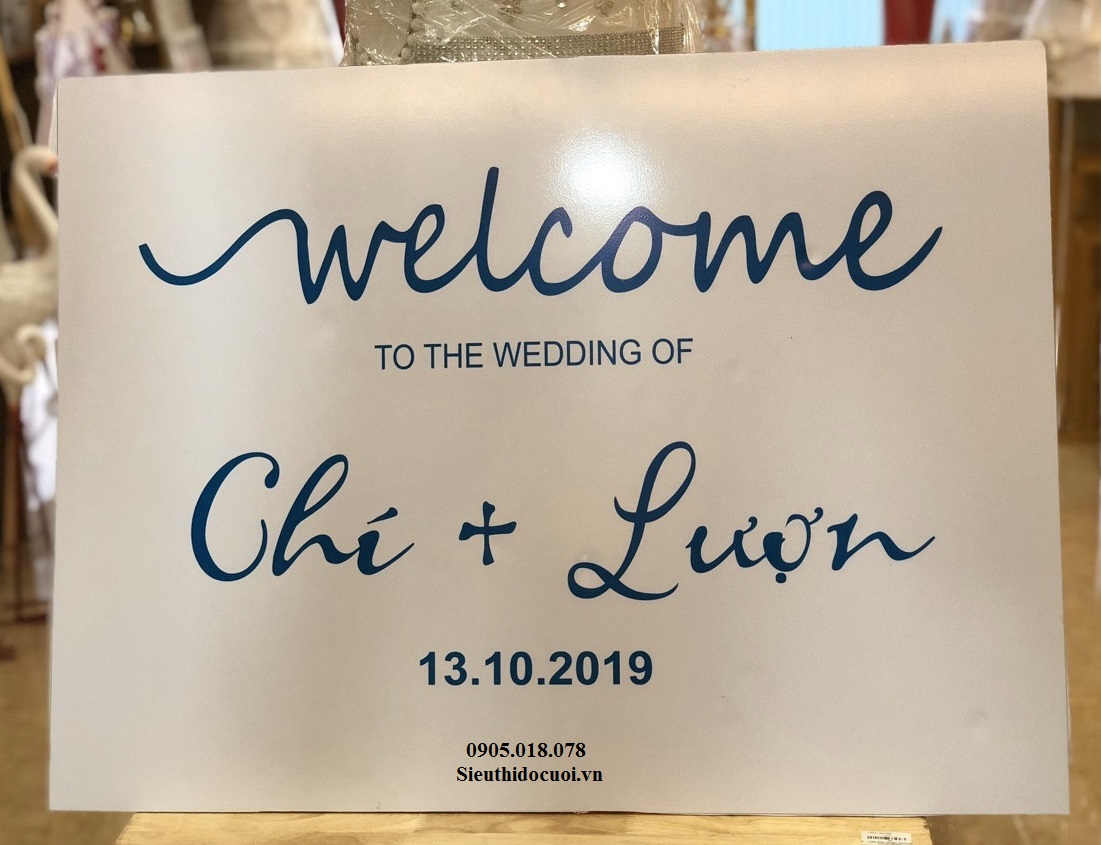 welcome
TO THE WEDDING OF
Chí + Lượn
13.10.2019
0905.018.078
Sieuthidocuoi.vn